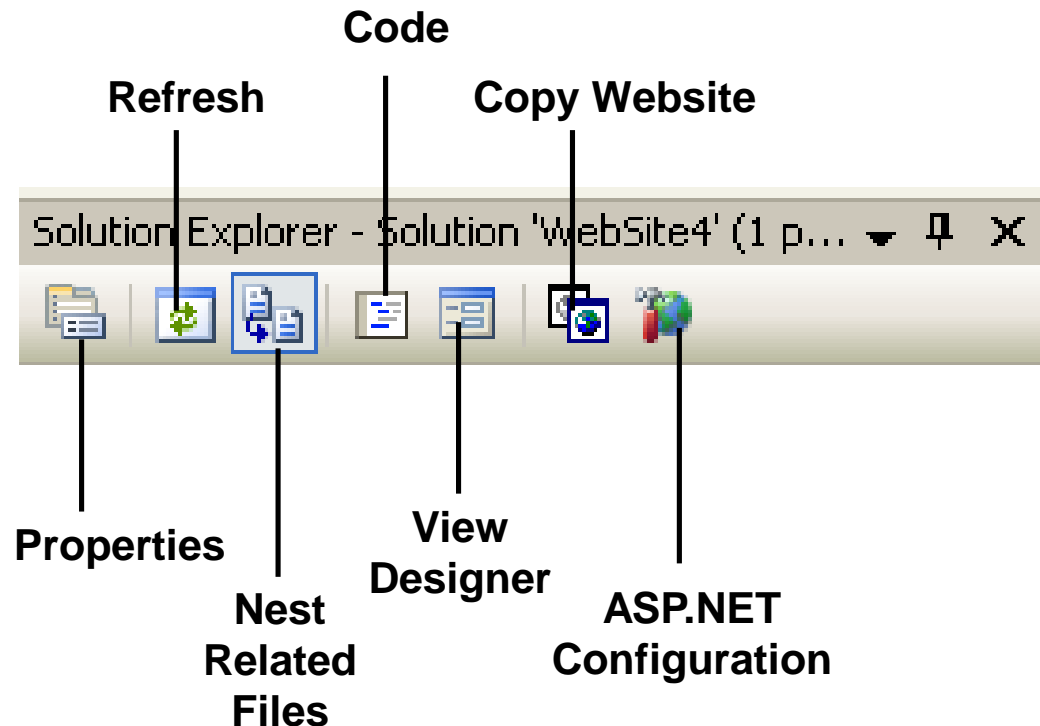 Code
Refresh
Copy Website
Solution Explorer - Solution 'WebSite4' (1 p...
Properties
View
Designer
Nest
Related
Files
ASP.NET
Configuration